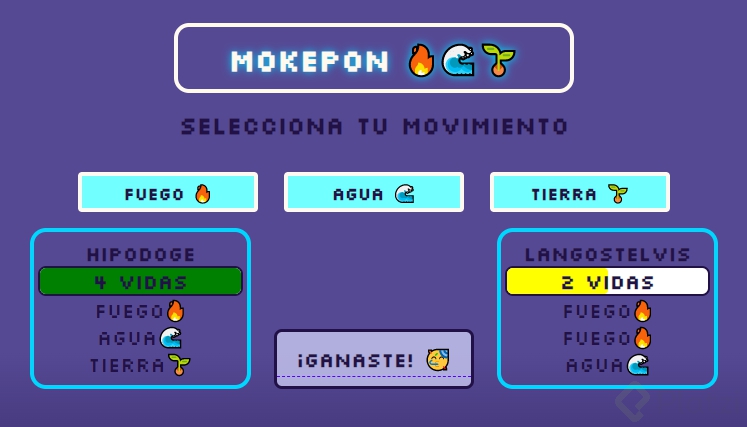 MOKEPON 🔥🌊🌱
SELECCIONA TU MOVIMIENTO
FUEGO 🔥
AGUA 🌊
TIERRA 🌱
HIPODOGE
4 VIDAS
FUEGO🔥
AGUA🌊
TIERRA🌱
¡GANASTE! 🥳
LANGOSTELVIS
2 VIDAS
FUEGO🔥
FUEGO🔥
AGUA🌊